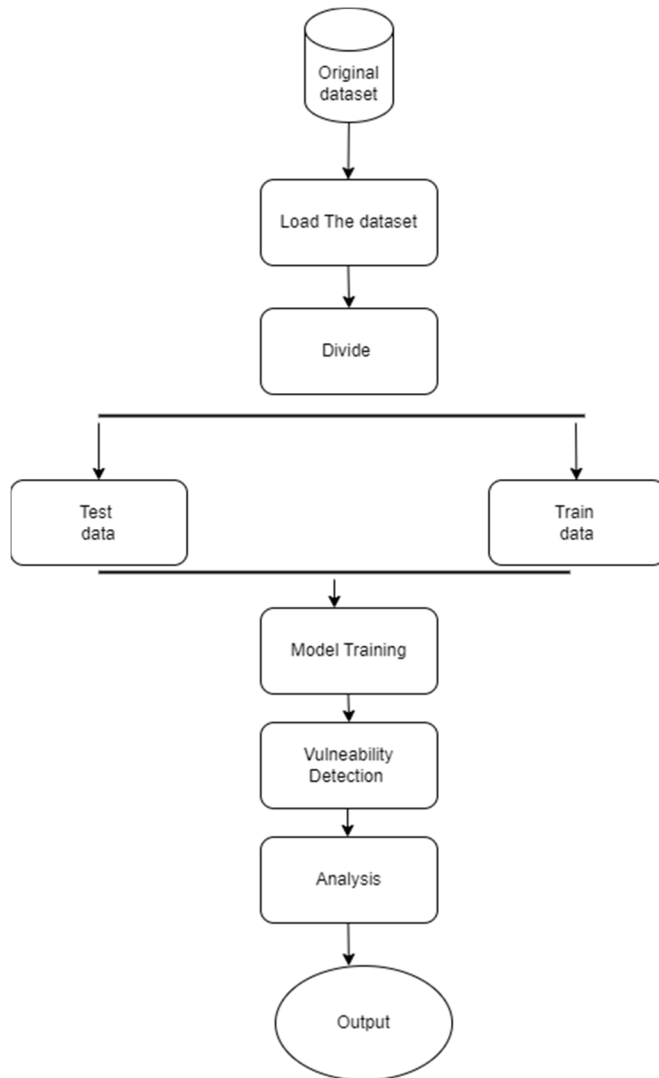 Original
dataset
Load The dataset
Divide
Test
data
Train
data
Model Training
Vulneability
Detection
Analysis
Output